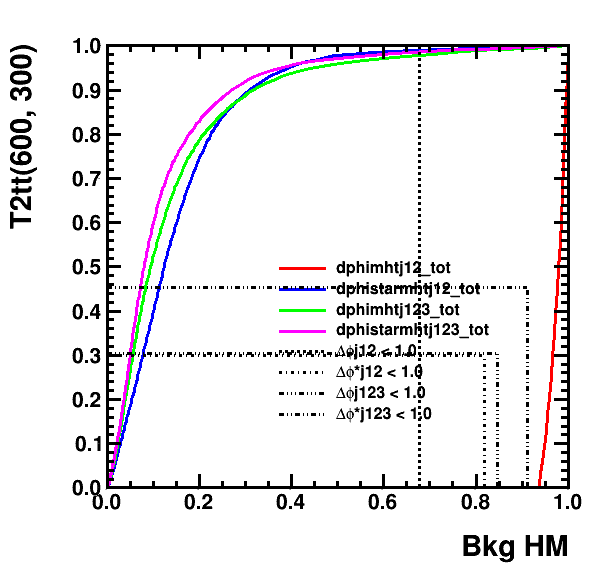 T2tt(600, 300)
1.0
0.9
0.8
0.7
0.6
0.5
0.4
0.3
0.2
0.1
0.0
dphimhtj12_tot
dphistarmhtj12_tot
dphimhtj123_tot
dphistarmhtj123_tot
Δϕj12 < 1.0
Δϕ*j12 < 1.0
Δϕj123 < 1.0
Δϕ*j123 < 1.0
0.0 0.2 0.4 0.6 0.8 1.0
Bkg HM